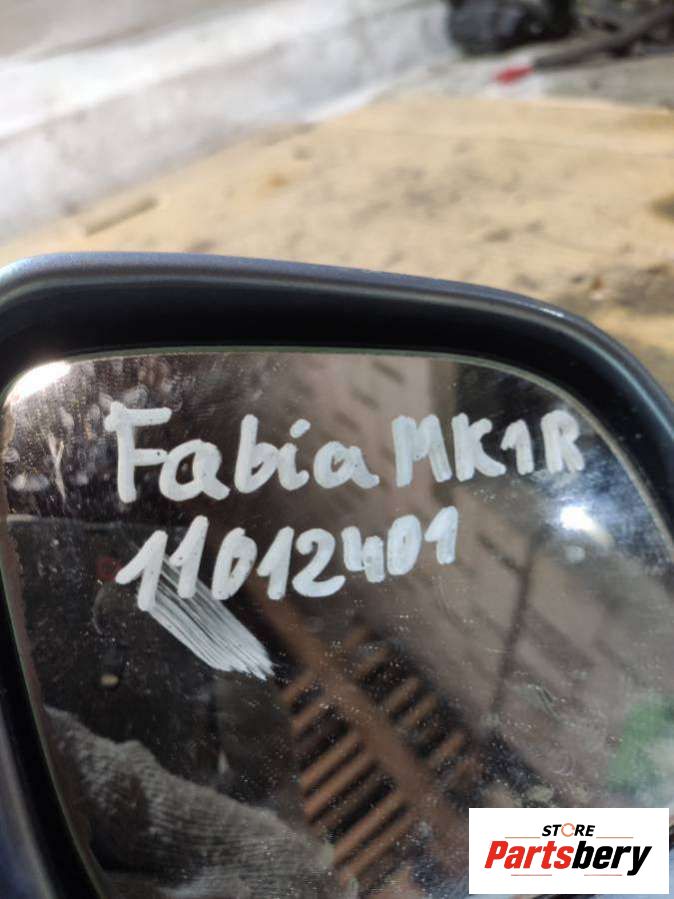 Fabia MK1R
11012401
STORE
Partsbery